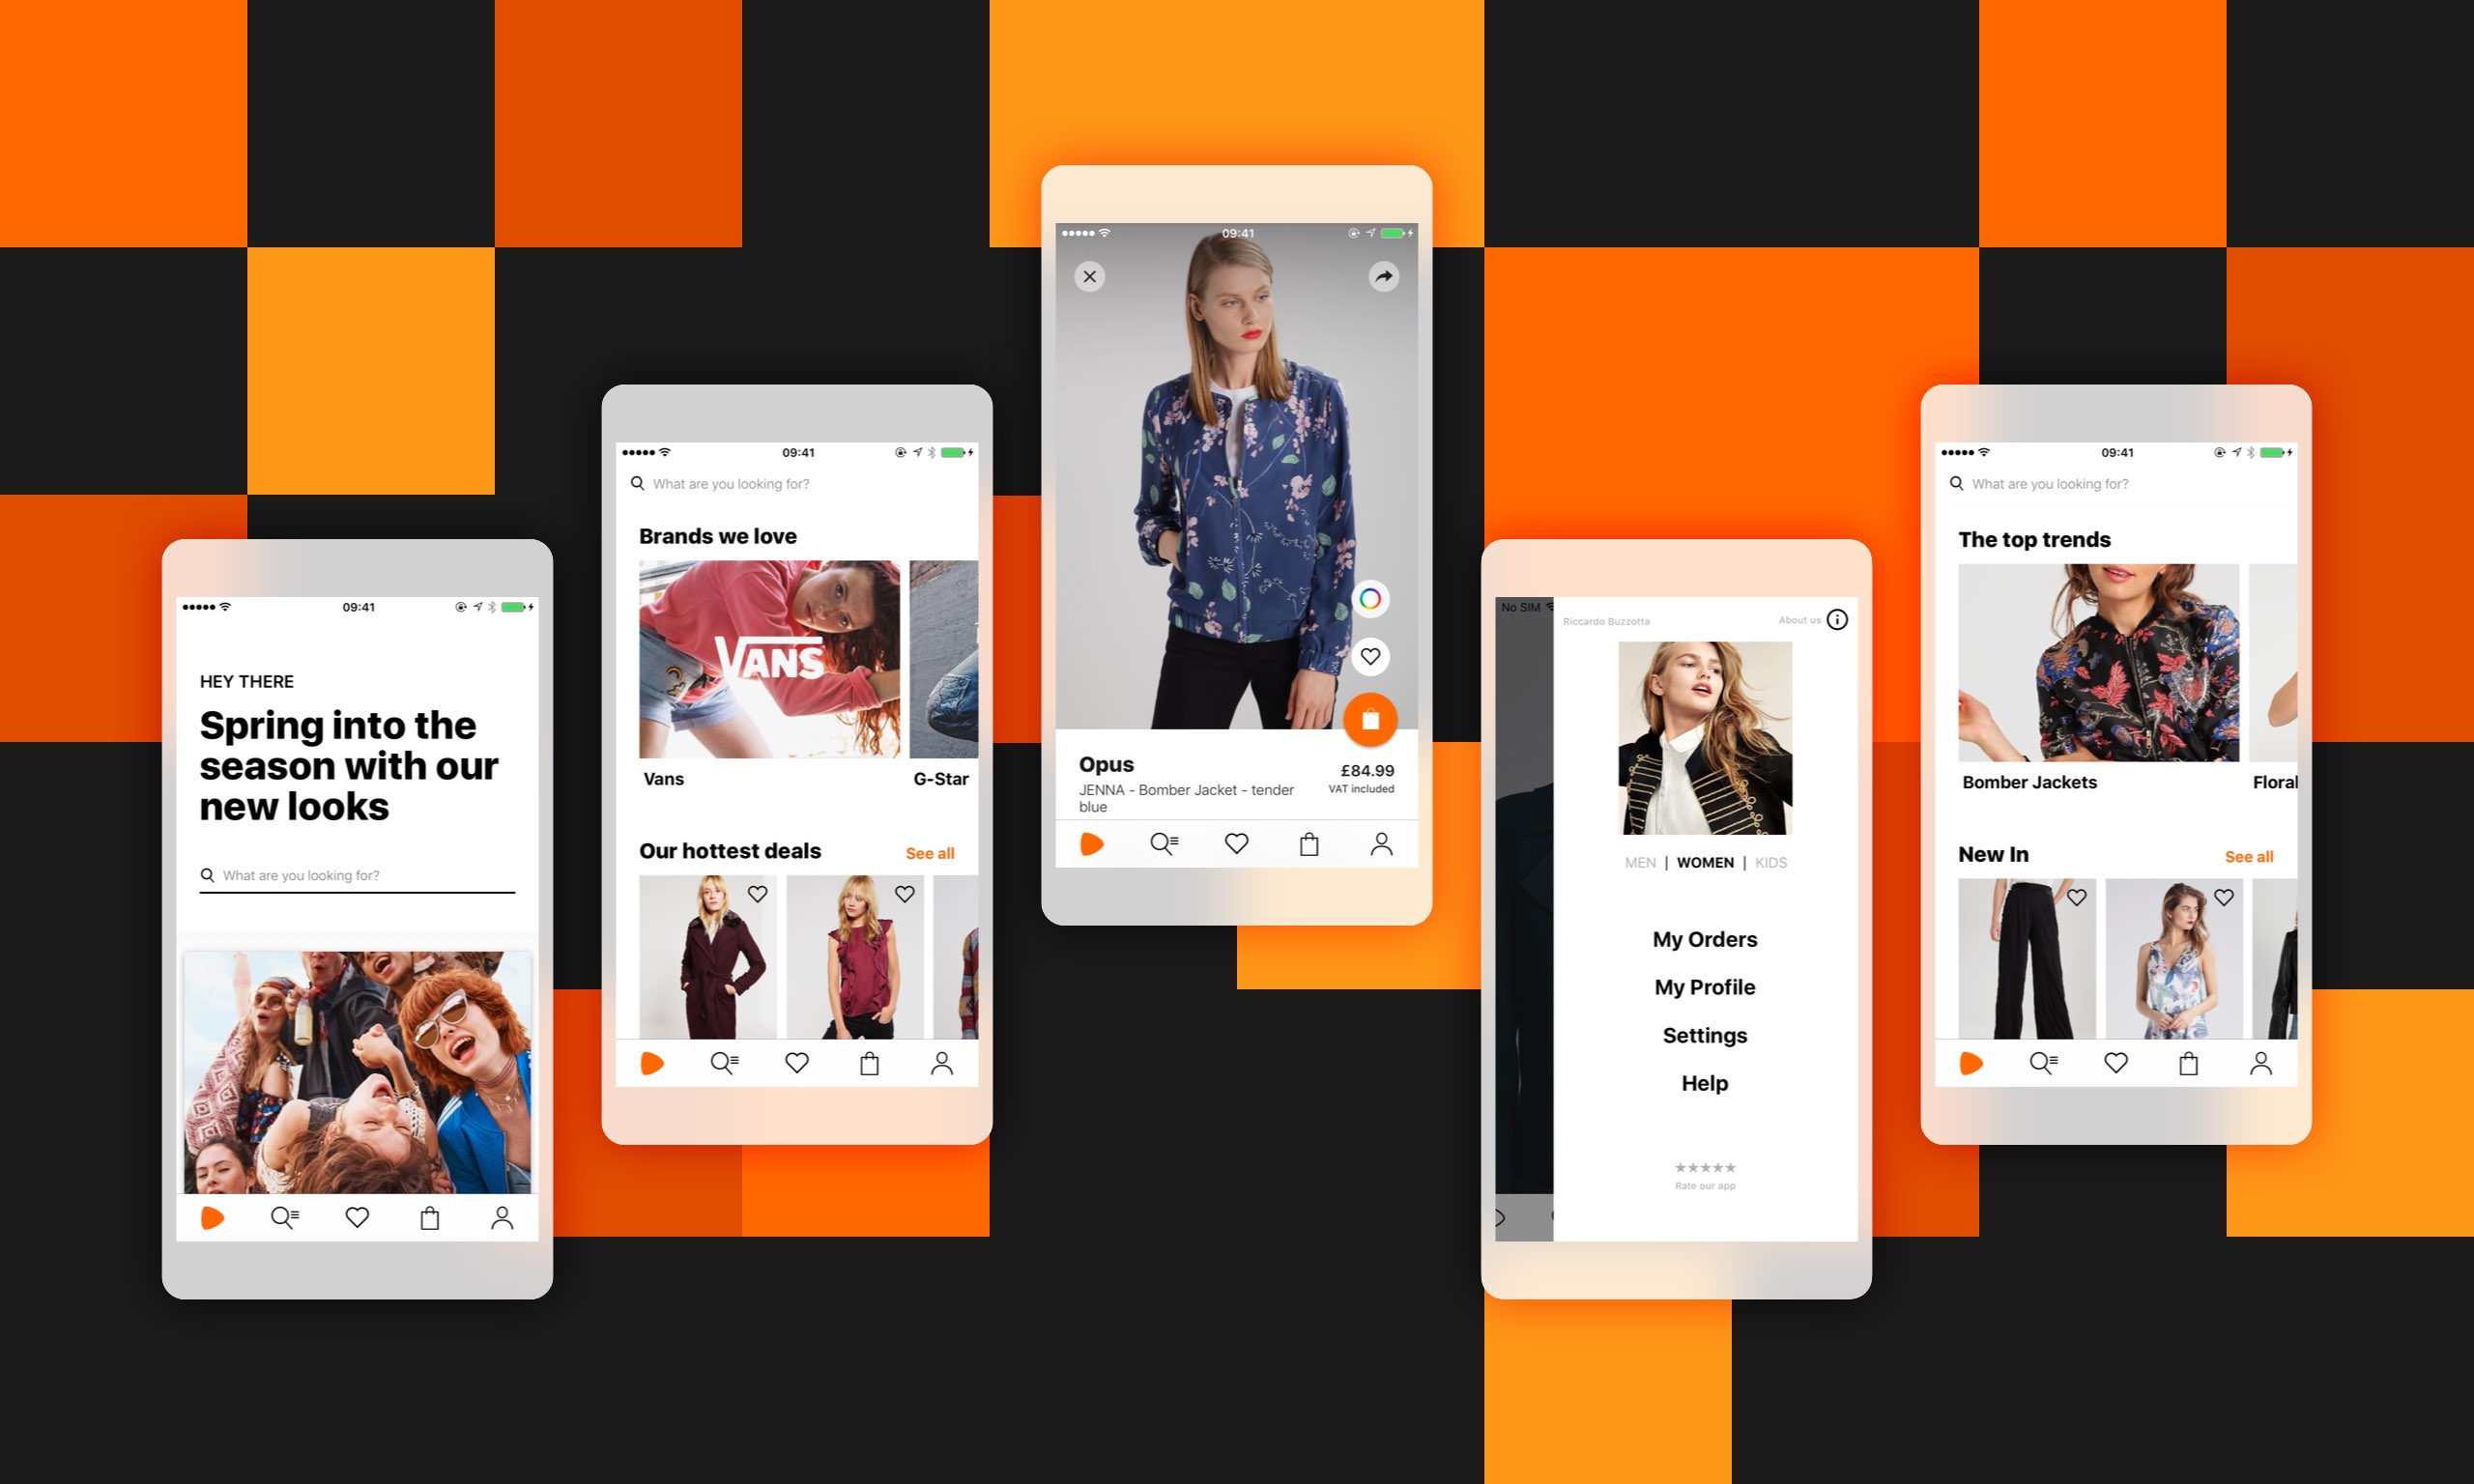 09:41
HEY THERE
Spring into the
season with our
new looks
What are you looking for?
09:41
What are you looking for?
Brands we love
VANS
Vans
G-Star
Our hottest deals
See all
09:41
Opus
£84.99
JENNA - Bomber Jacket - tender
blue
VAT included
No SIM
Riccardo Buzzotta
About us
MEN | WOMEN | KIDS
My Orders
My Profile
Settings
Help
★★★★★
Rate our app
09:41
What are you looking for?
The top trends
Bomber Jackets
Floral
New In
See all